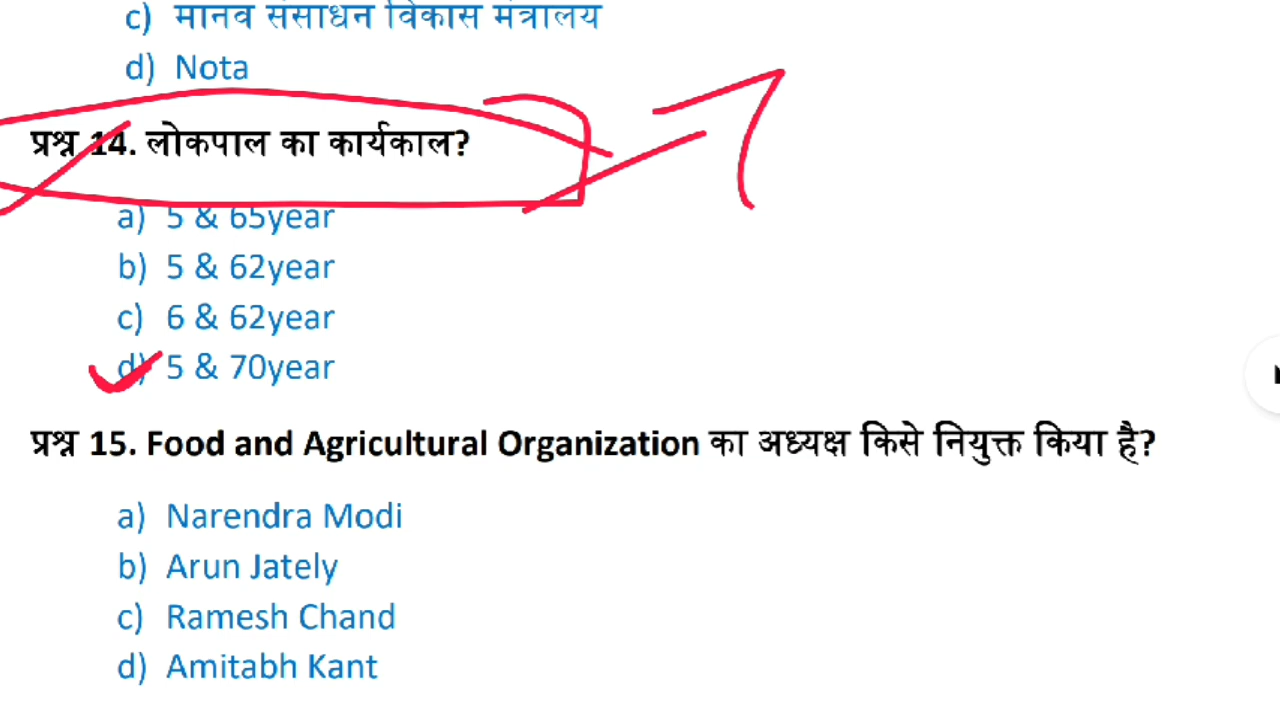 c) मानव संसाधन विकास मंत्रालय
d) Nota
प्रश्न 14. लोकपाल का कार्यकाल?
a) 5 & 65year
b) 5 & 62year
c) 6 & 62year
d) 5 & 70year
प्रश्न 15. Food and Agricultural Organization का अध्यक्ष किसे नियुक्त किया है?
a) Narendra Modi
b) Arun Jately
c) Ramesh Chand
d) Amitabh Kant